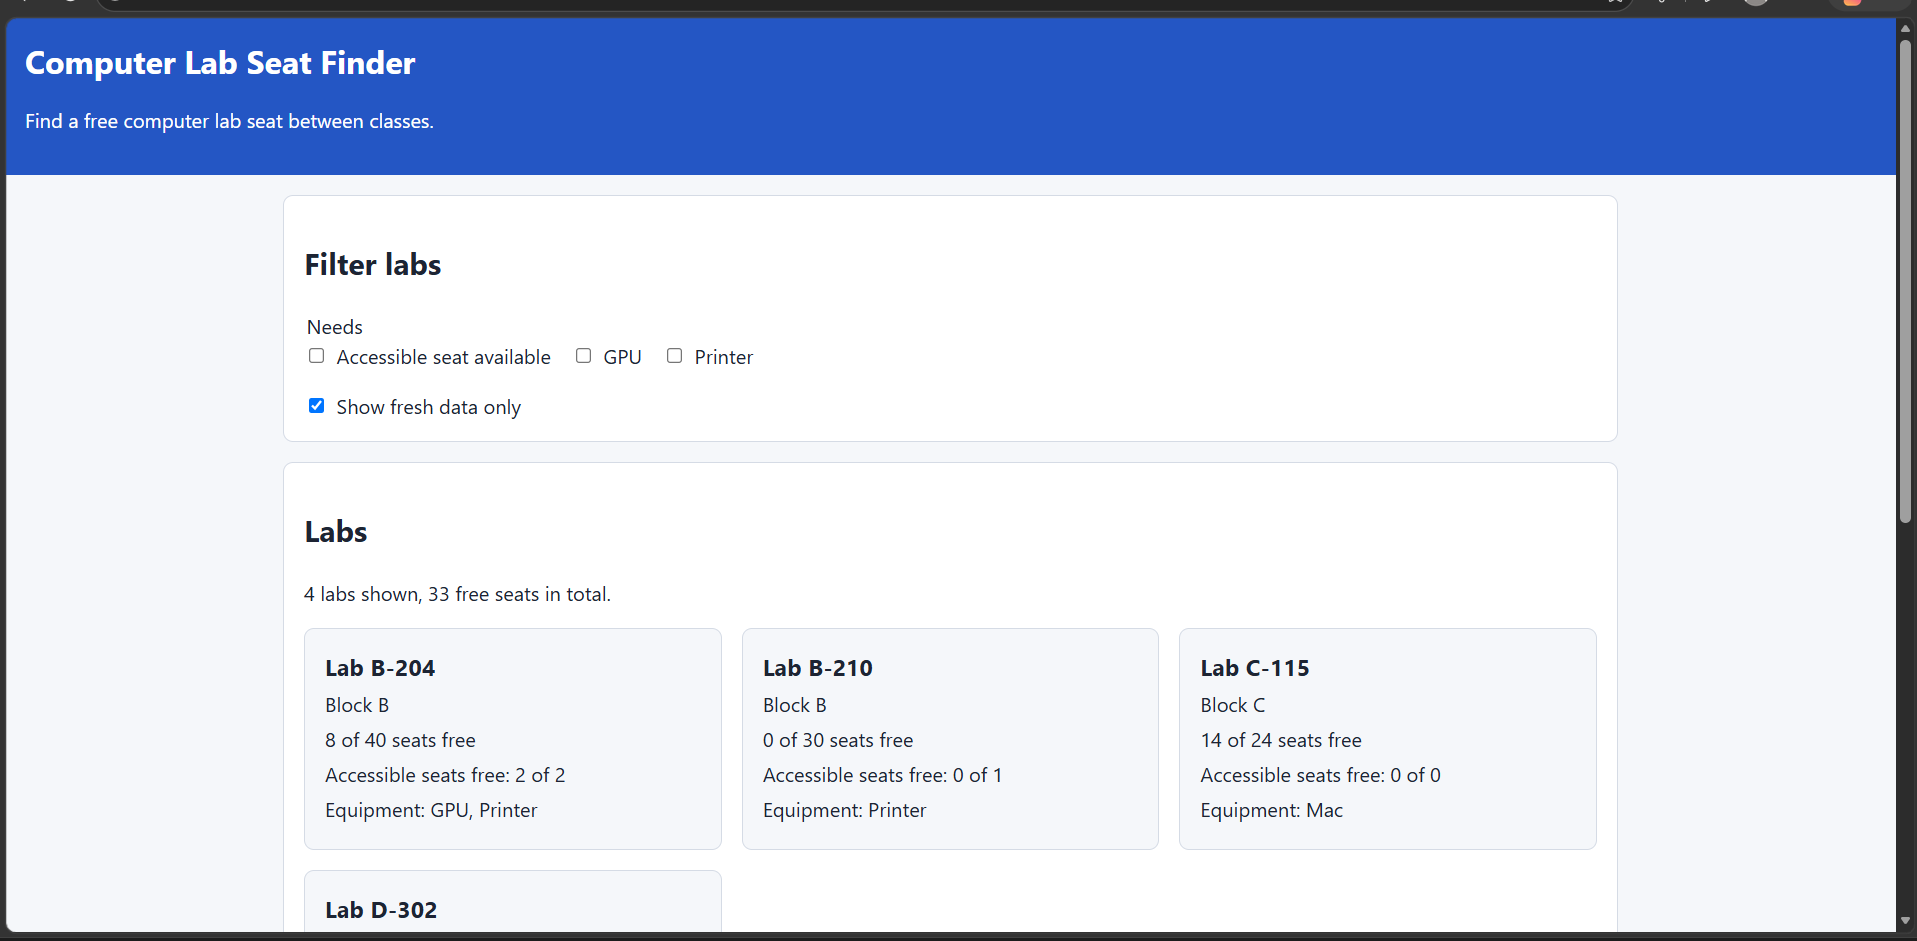 Computer Lab Seat Finder
Find a free computer lab seat between classes.
Filter labs
Needs
Accessible seat available GPU Printer
Show fresh data only
Labs
4 labs shown, 33 free seats in total.
Lab B-204
Block B
8 of 40 seats free
Accessible seats free: 2 of 2
Equipment: GPU, Printer
Lab B-210
Block B
0 of 30 seats free
Accessible seats free: 0 of 1
Equipment: Printer
Lab C-115
Block C
14 of 24 seats free
Accessible seats free: 0 of 0
Equipment: Mac
Lab D-302